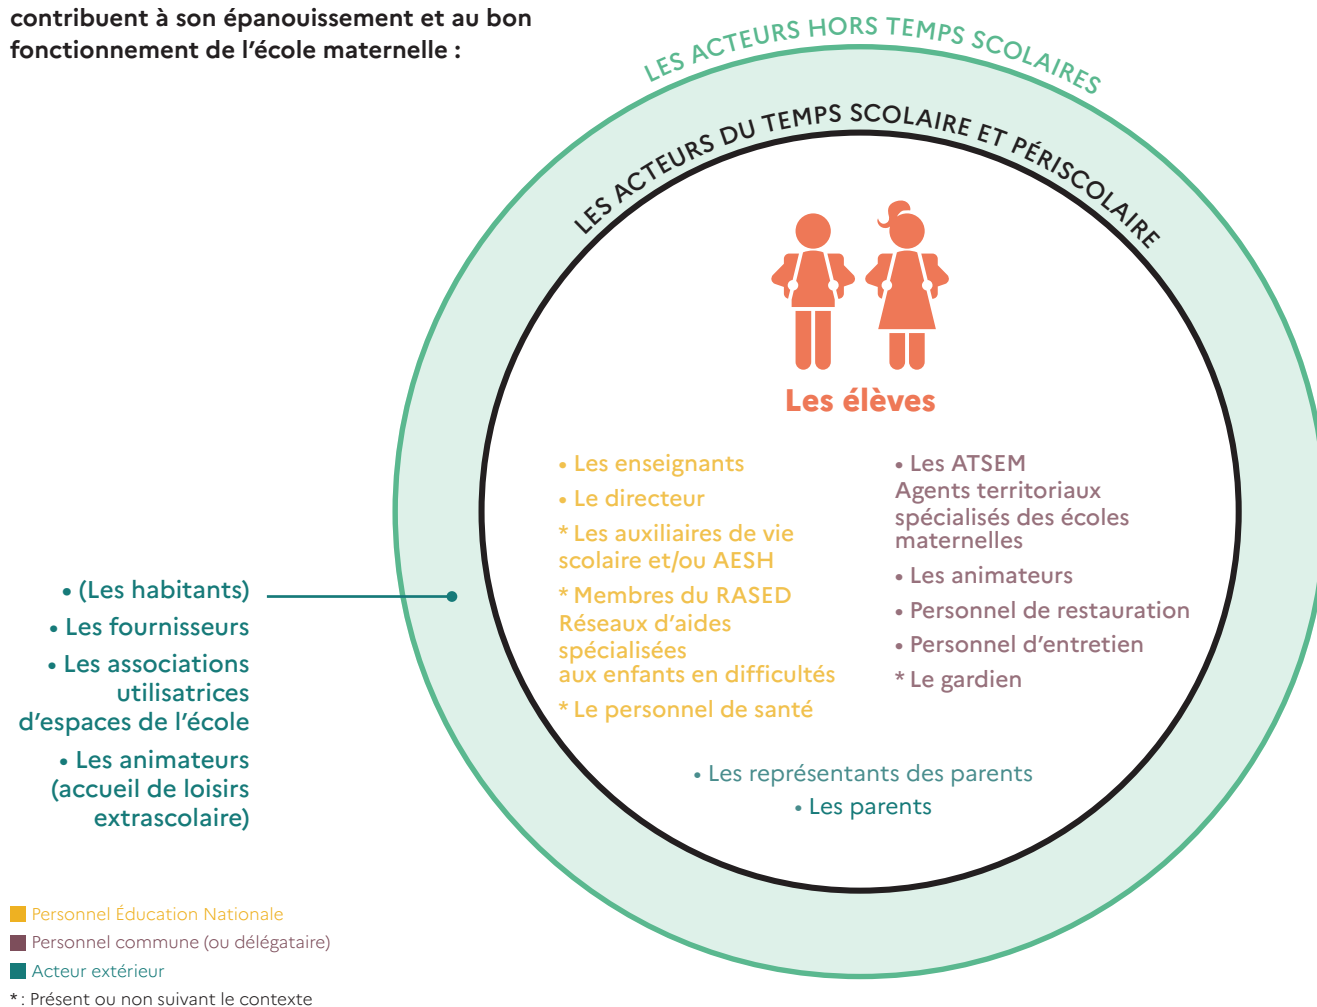 contribuent à son épanouissement et au bon
fonctionnement de l’école maternelle :
LES ACTEURS HORS TEMPS SCOLAIRES
LES ACTEURS DU TEMPS SCOLAIRE ET PÉRISCOLAIRE
Les élèves
• Les enseignants
• Le directeur
* Les auxiliaires de vie
scolaire et/ou AESH
* Membres du RASED
Réseaux d’aides
spécialisées
aux enfants en difficultés
* Le personnel de santé
• Les ATSEM
Agents territoriaux
spécialisés des écoles
maternelles
• Les animateurs
• Personnel de restauration
• Personnel d’entretien
* Le gardien
• Les représentants des parents
• Les parents
• (Les habitants)
• Les fournisseurs
• Les associations
utilisatrices
d’espaces de l’école
• Les animateurs
(accueil de loisirs
extrascolaire)
Personnel Éducation Nationale
Personnel commune (ou délégataire)
Acteur extérieur
* : Présent ou non suivant le contexte